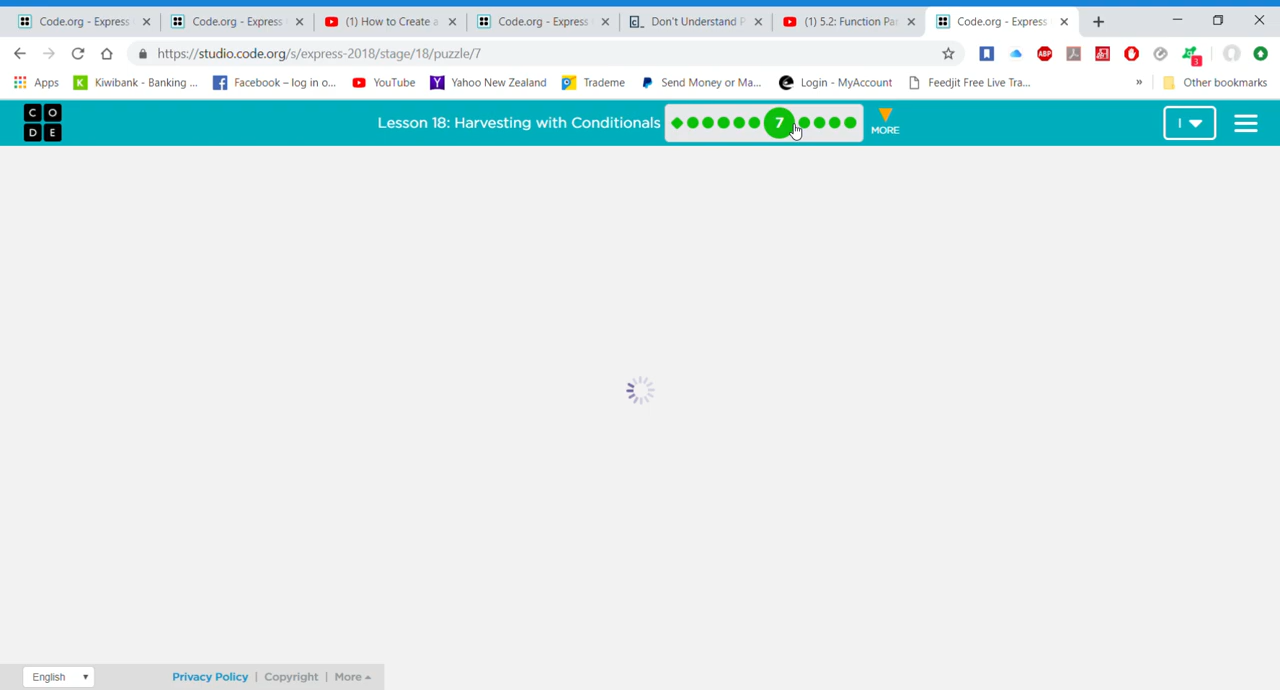 Code.org - Express (1) How to Create a Code.org - Express Don't Understand P (1) 5.2: Function Pa Code.org - Express
https://studio.code.org/s/express-2018/stage/18/puzzle/7 ABP 3
Apps K Kiwibank - Banking ... Facebook – log in o... YouTube Yahoo New Zealand Trademe Send Money or Ma... Login - MyAccount Feedjit Free Live Tra... » Other bookmarks
C O
D E
Lesson 18: Harvesting with Conditionals 7 MORE I
English Privacy Policy | Copyright | More